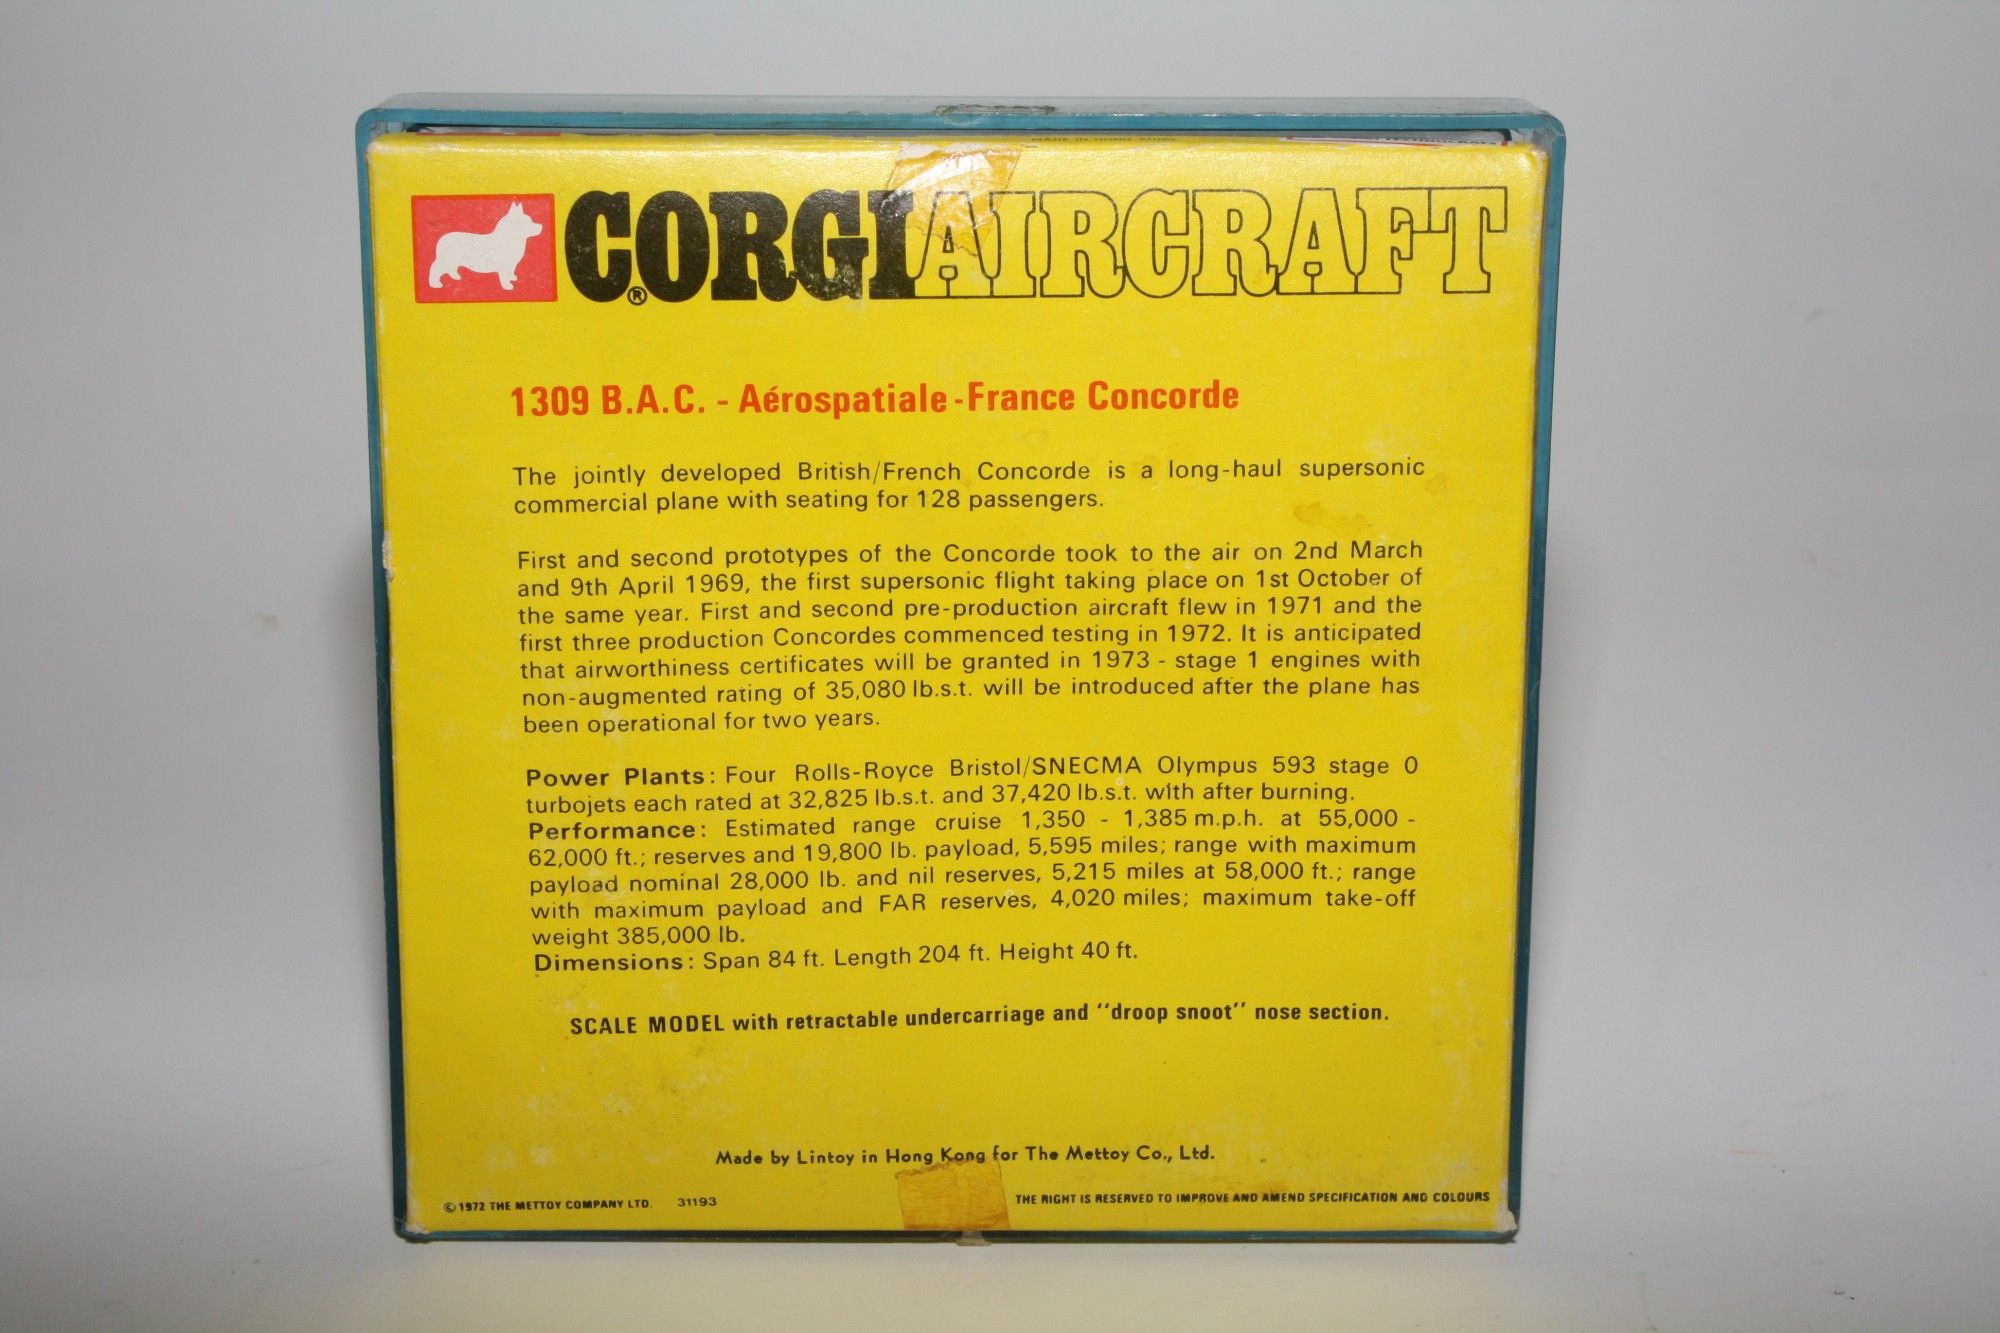 MADE IN HONG KONG
CORGI AIRCRAFT
®
1309 B.A.C. - Aérospatiale-France Concorde
The jointly developed British/French Concorde is a long-haul supersonic
commercial plane with seating for 128 passengers.
First and second prototypes of the Concorde took to the air on 2nd March
and 9th April 1969, the first supersonic flight taking place on 1st October of
the same year. First and second pre-production aircraft flew in 1971 and the
first three production Concordes commenced testing in 1972. It is anticipated
that airworthiness certificates will be granted in 1973 - stage 1 engines with
non-augmented rating of 35,080 lb.s.t. will be introduced after the plane has
been operational for two years.
Power Plants: Four Rolls-Royce Bristol/SNECMA Olympus 593 stage 0
turbojets each rated at 32,825 lb.s.t. and 37,420 lb.s.t. with after burning.
Performance: Estimated range cruise 1,350 - 1,385 m.p.h. at 55,000 -
62,000 ft.; reserves and 19,800 lb. payload, 5,595 miles; range with maximum
payload nominal 28,000 lb. and nil reserves, 5,215 miles at 58,000 ft.; range
with maximum payload and FAR reserves, 4,020 miles; maximum take-off
weight 385,000 lb.
Dimensions: Span 84 ft. Length 204 ft. Height 40 ft.
SCALE MODEL with retractable undercarriage and "droop snoot" nose section.
Made by Lintoy in Hong Kong for The Mettoy Co., Ltd.
© 1972 THE METTOY COMPANY LTD. 31193 THE RIGHT IS RESERVED TO IMPROVE AND AMEND SPECIFICATION AND COLOURS